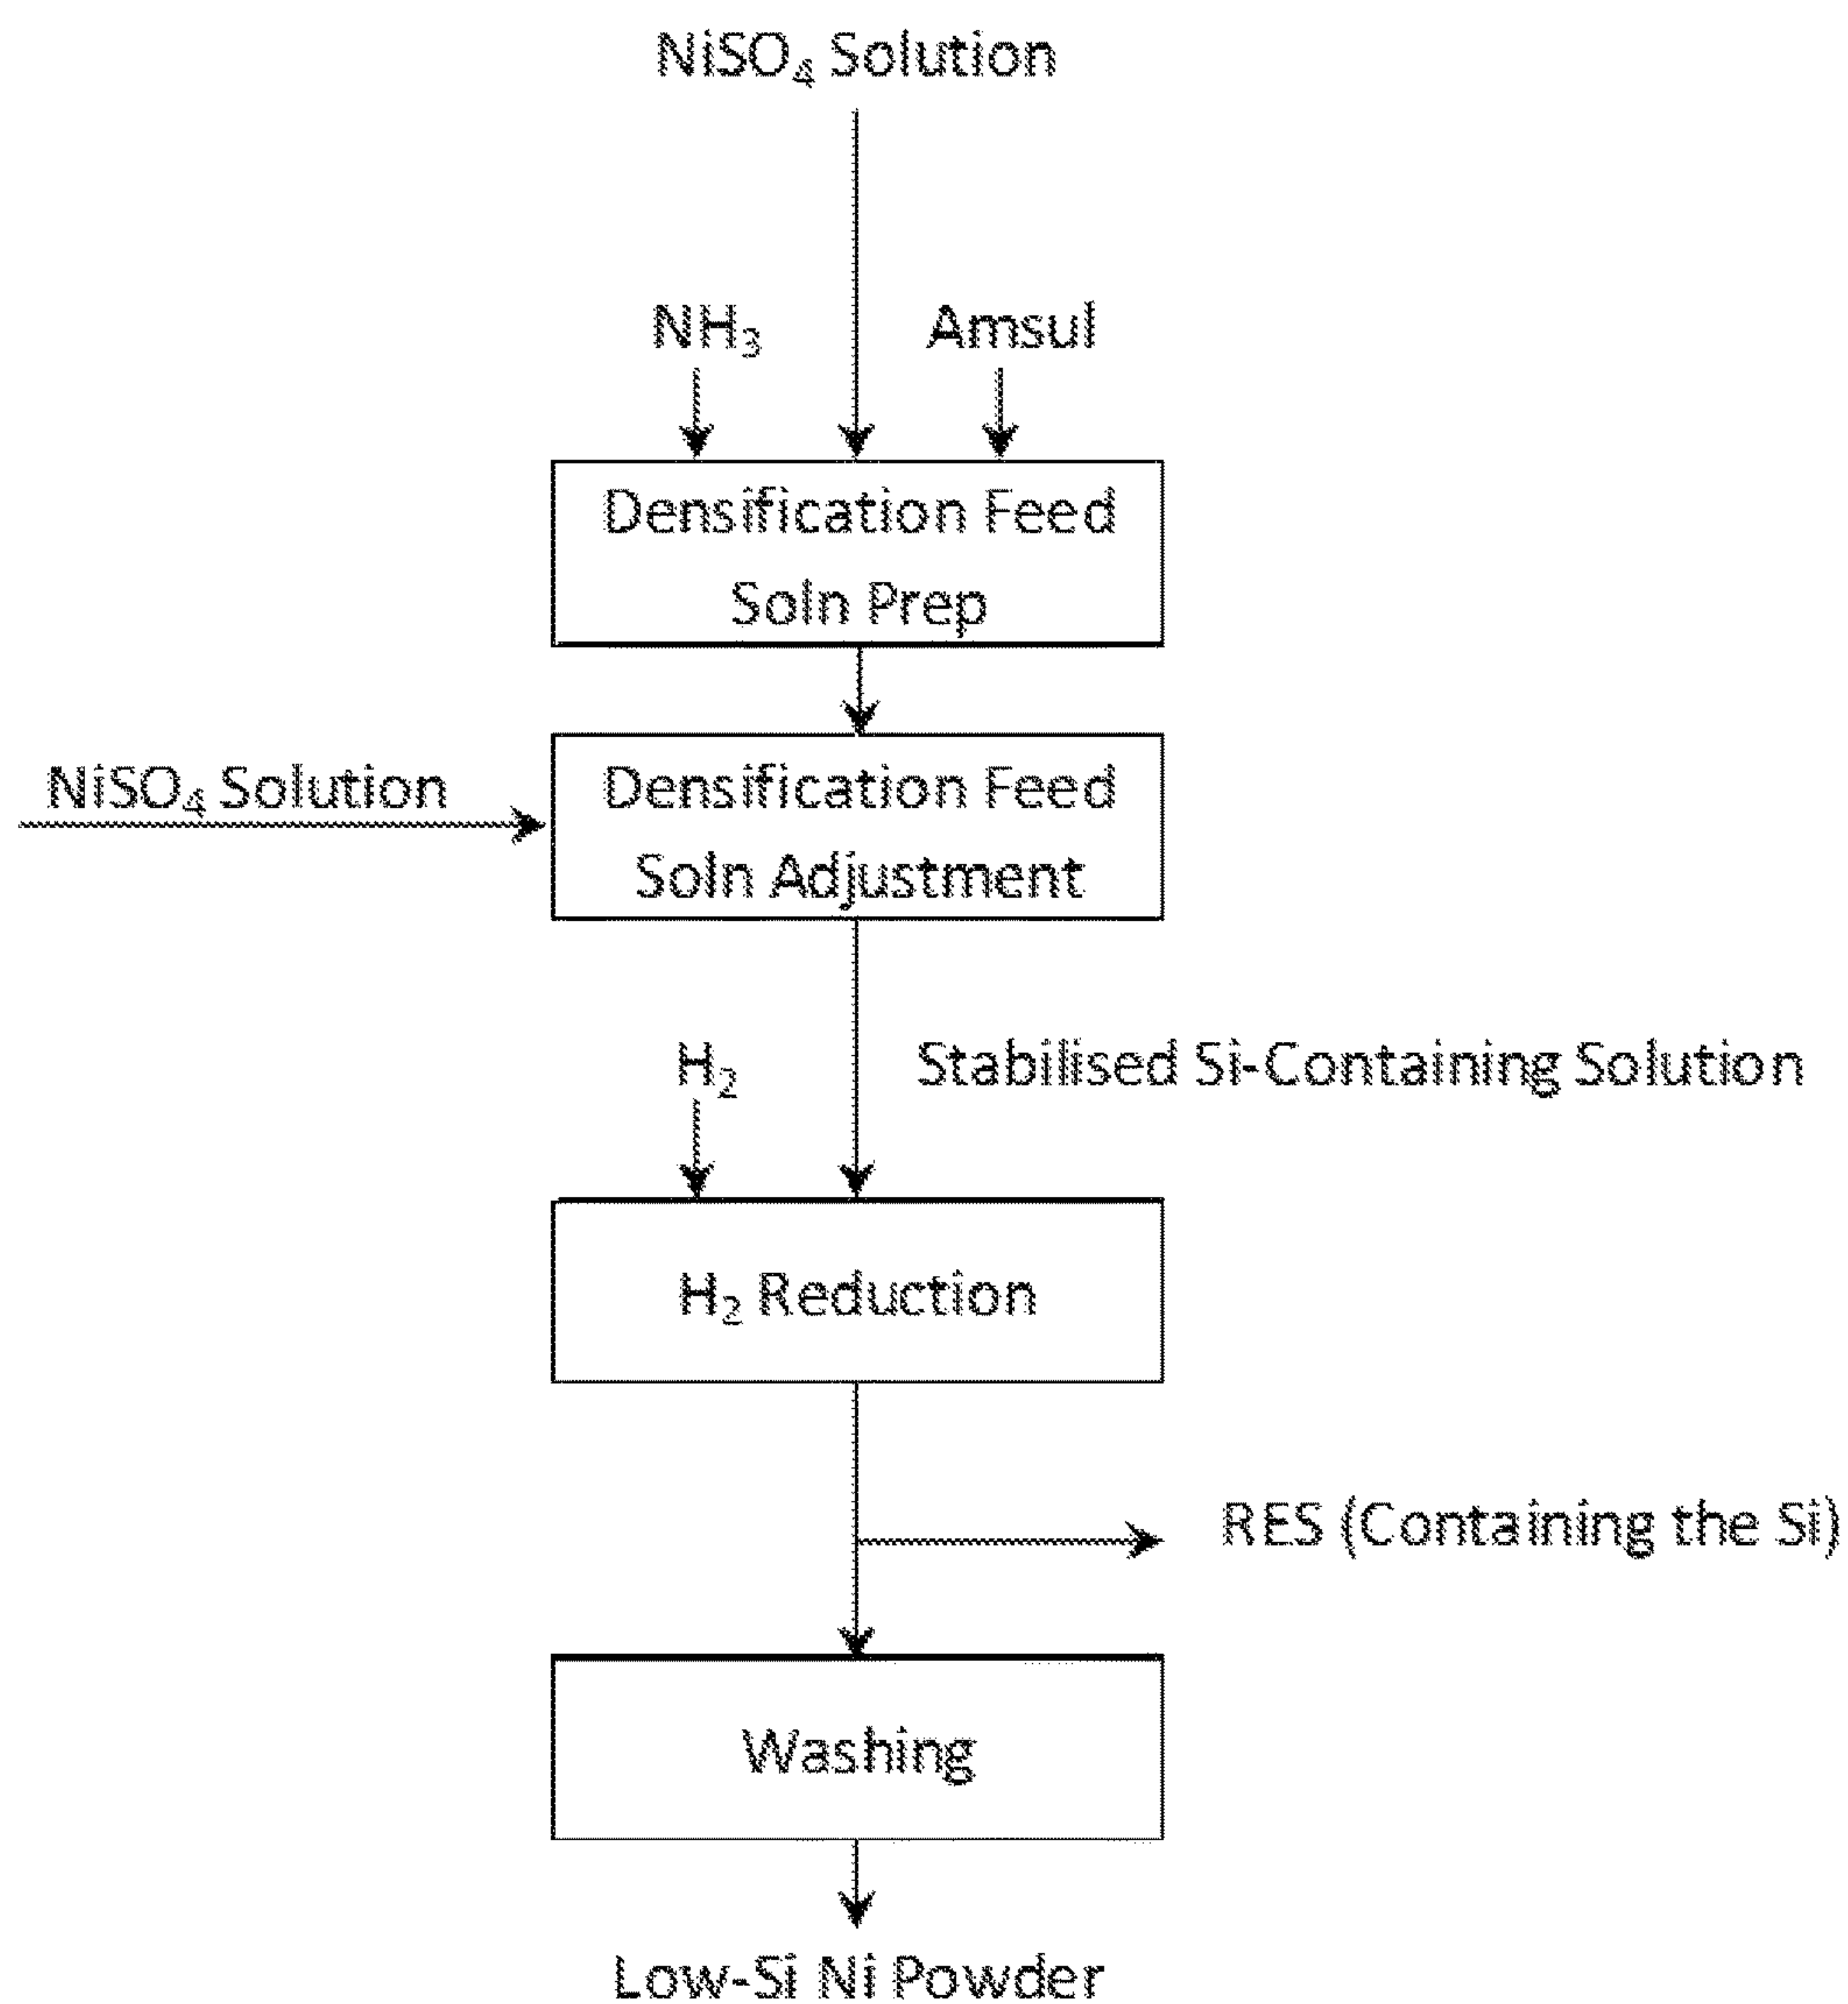 NiSO₄ Solution
NH₃
Amsul
Densification Feed
Soln Prep
NiSO₄ Solution
Densification Feed
Soln Adjustment
H₂
Stabilised Si-Containing Solution
H₂ Reduction
RES (Containing the Si)
Washing
Low-Si Ni Powder